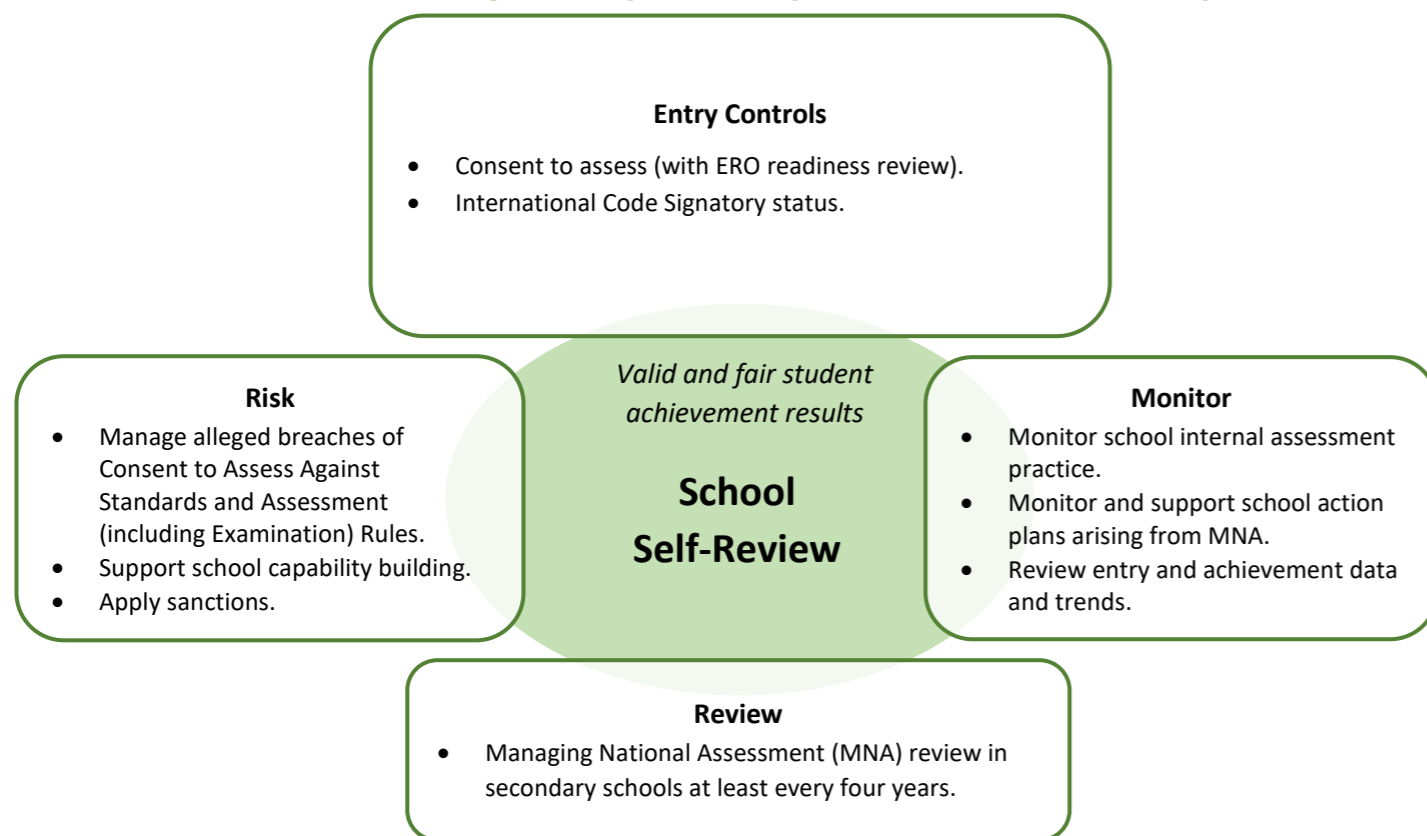 Entry Controls
• Consent to assess (with ERO readiness review).
• International Code Signatory status.
Valid and fair student
achievement results
School
Self-Review
Risk
• Manage alleged breaches of
Consent to Assess Against
Standards and Assessment
(including Examination) Rules.
• Support school capability building.
• Apply sanctions.
Monitor
• Monitor school internal assessment
practice.
• Monitor and support school action
plans arising from MNA.
• Review entry and achievement data
and trends.
Review
• Managing National Assessment (MNA) review in
secondary schools at least every four years.